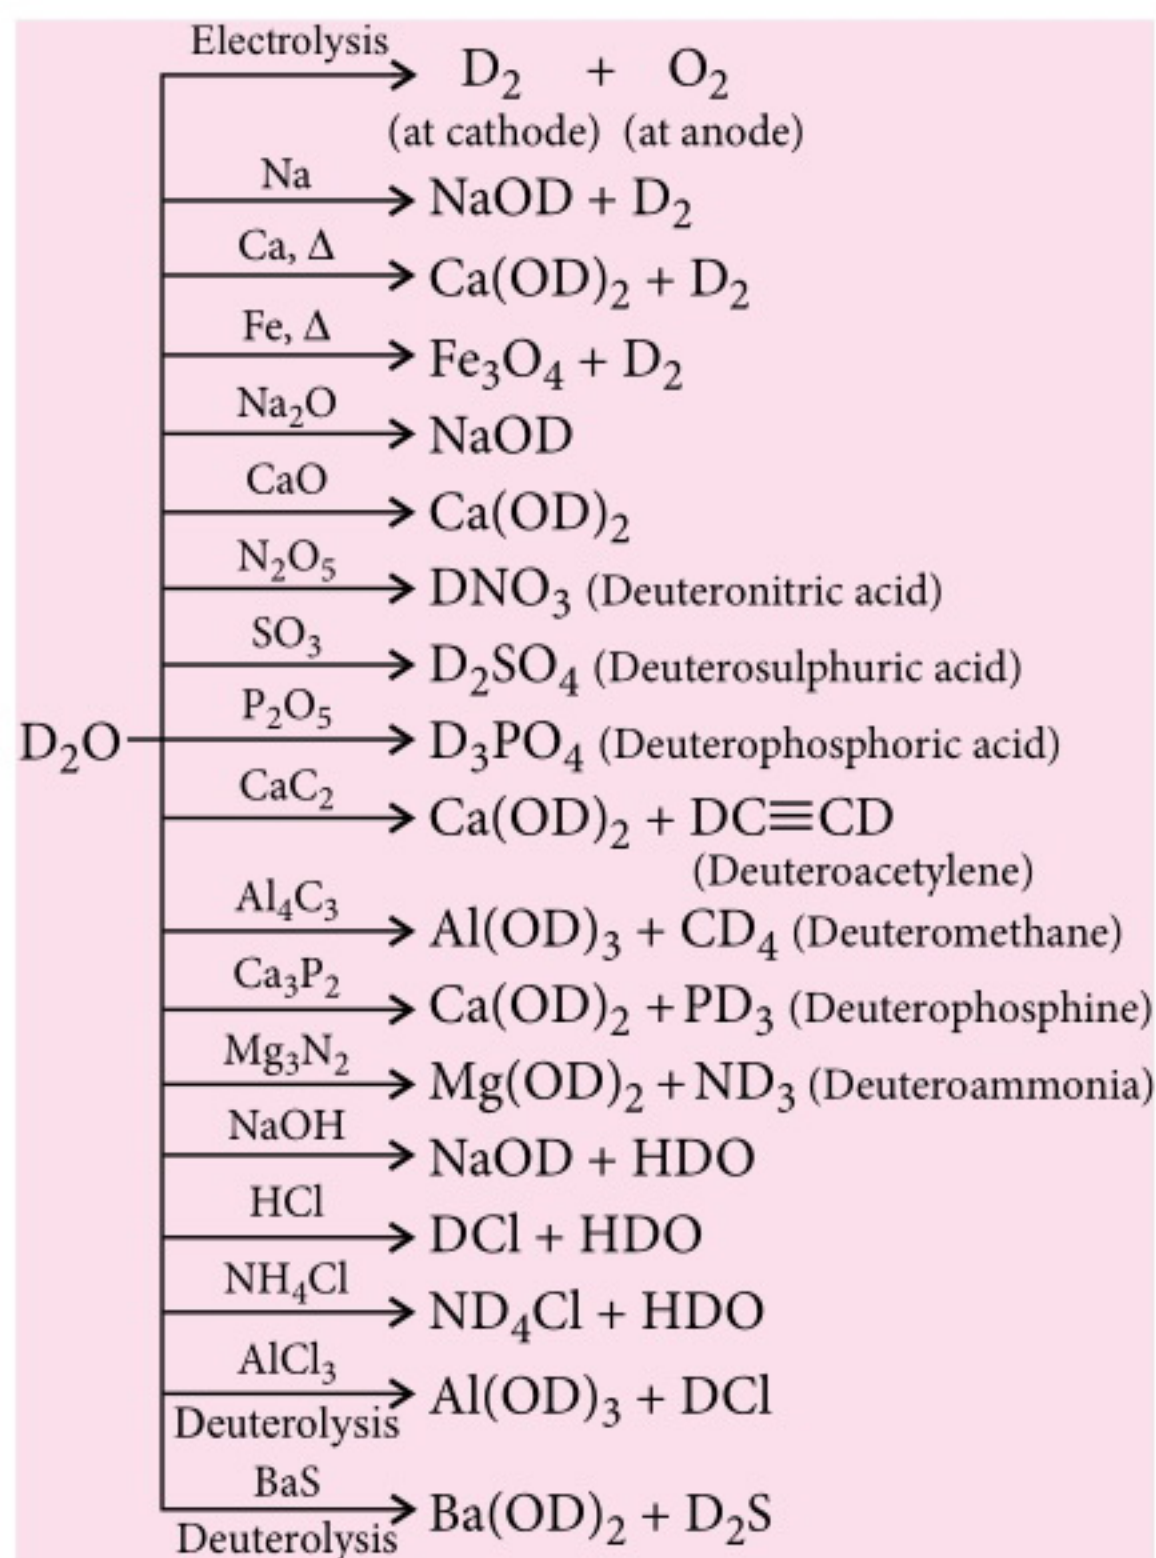 Electrolysis
D₂ + O₂
(at cathode) (at anode)
Na
NaOD + D₂
Ca, Δ
Ca(OD)₂ + D₂
Fe, Δ
Fe₃O₄ + D₂
Na₂O
NaOD
CaO
Ca(OD)₂
N₂O₅
DNO₃ (Deuteronitric acid)
SO₃
D₂SO₄ (Deuterosulphuric acid)
P₂O₅
D₂O D₃PO₄ (Deuterophosphoric acid)
CaC₂
Ca(OD)₂ + DC≡CD
(Deuteroacetylene)
Al₄C₃
Al(OD)₃ + CD₄ (Deuteromethane)
Ca₃P₂
Ca(OD)₂ + PD₃ (Deuterophosphine)
Mg₃N₂
Mg(OD)₂ + ND₃ (Deuteroammonia)
NaOH
NaOD + HDO
HCl
DCl + HDO
NH₄Cl
ND₄Cl + HDO
AlCl₃
Al(OD)₃ + DCl
Deuterolysis
BaS
Ba(OD)₂ + D₂S
Deuterolysis